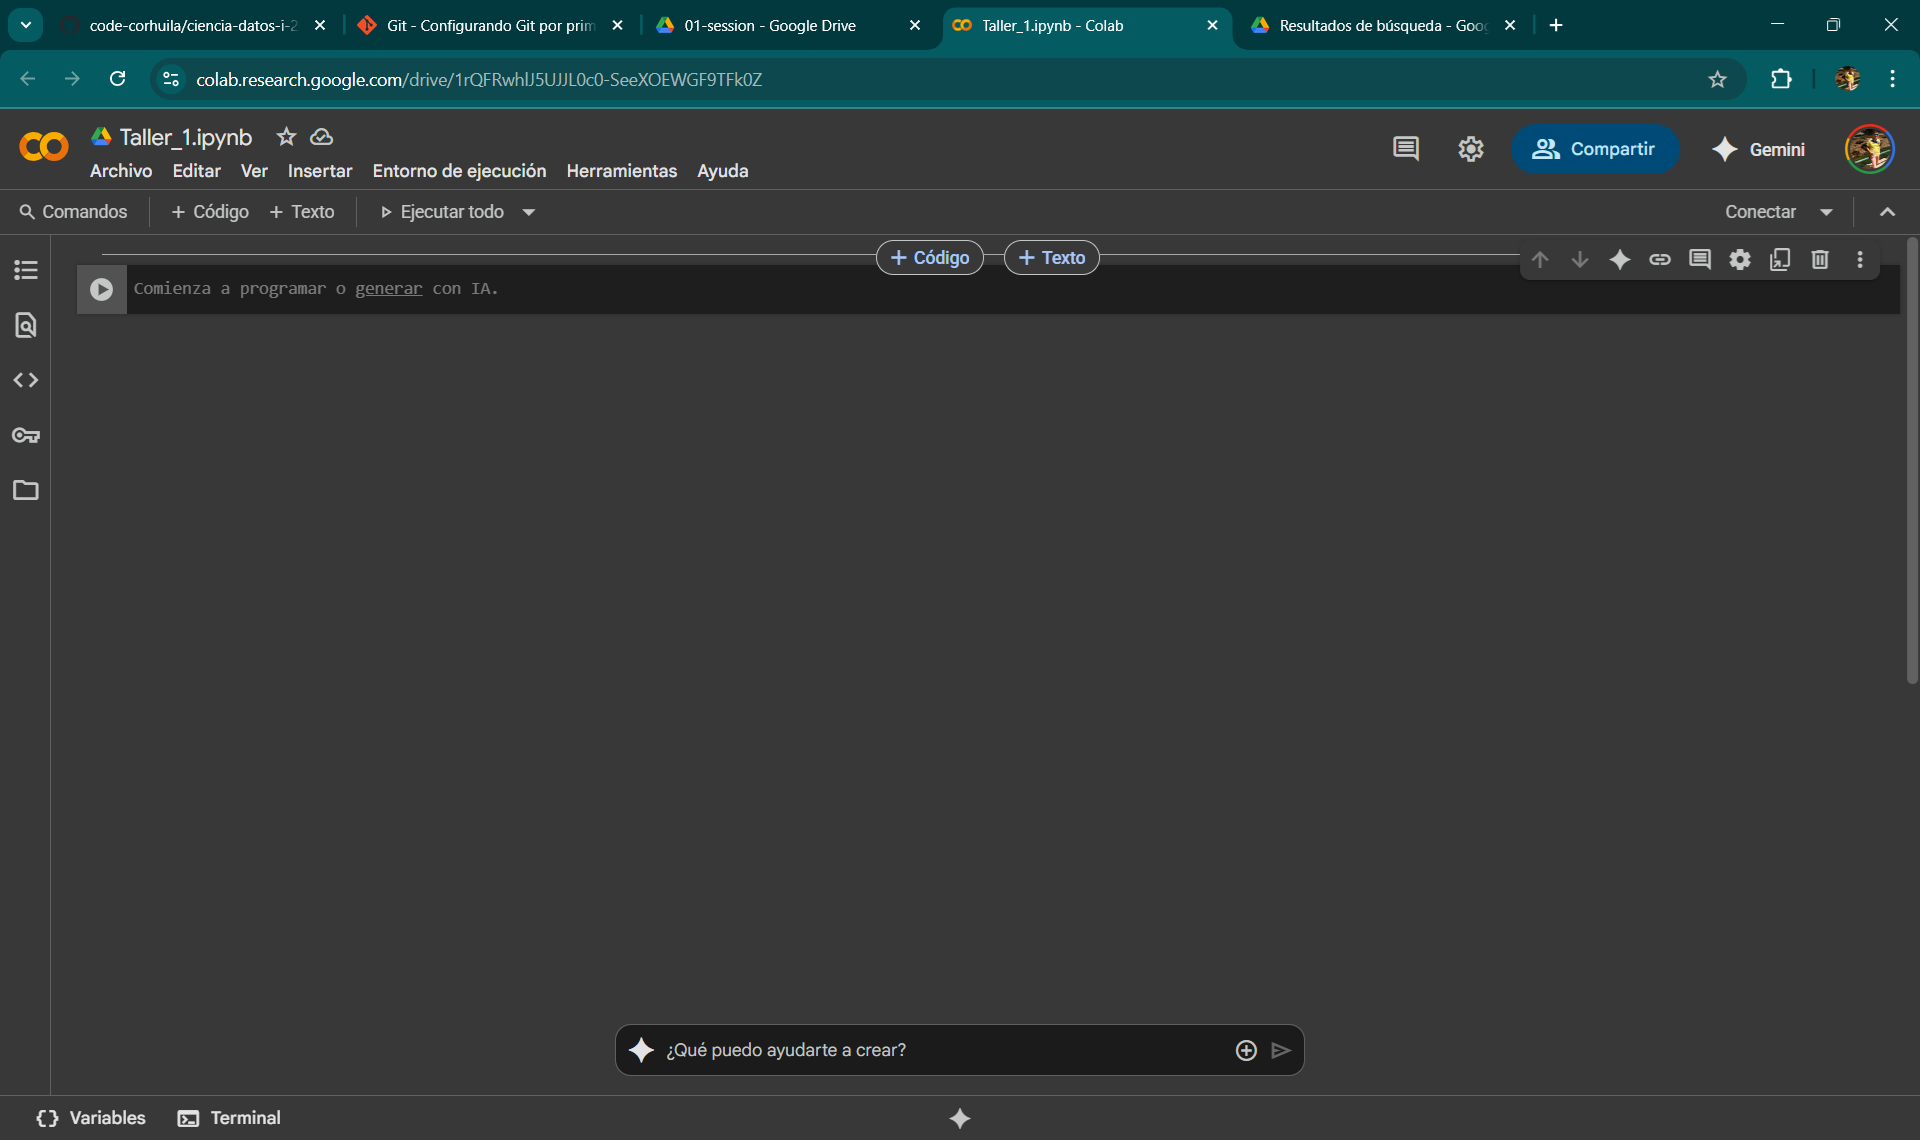 code-corhuila/ciencia-datos-i-2
Git - Configurando Git por prim
01-session - Google Drive
Taller_1.ipynb - Colab
Resultados de búsqueda - Goog
colab.research.google.com/drive/1rQFRwhlJ5UJJL0c0-SeeXOEWGF9TFk0Z
Taller_1.ipynb
Archivo Editar Ver Insertar Entorno de ejecución Herramientas Ayuda
Compartir
Gemini
Comandos + Código + Texto Ejecutar todo
Conectar
+ Código + Texto
Comienza a programar o generar con IA.
¿Qué puedo ayudarte a crear?
Variables Terminal